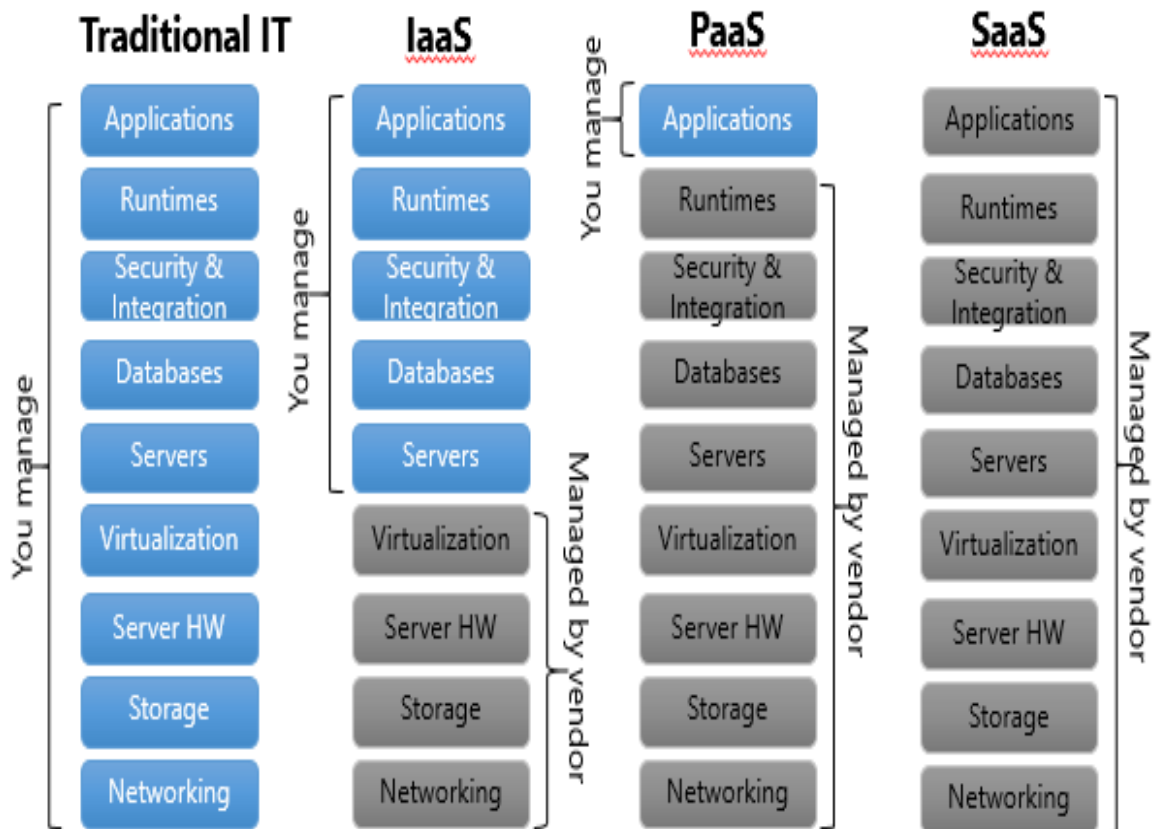 Traditional IT
IaaS
PaaS
SaaS
You manage
Applications
Runtimes
Security &
Integration
Databases
Servers
Virtualization
Server HW
Storage
Networking
You manage
Applications
Runtimes
Security &
Integration
Databases
Servers
Virtualization
Server HW
Storage
Networking
Managed by vendor
You manage
Applications
Runtimes
Security &
Integration
Databases
Servers
Virtualization
Server HW
Storage
Networking
Managed by vendor
Applications
Runtimes
Security &
Integration
Databases
Servers
Virtualization
Server HW
Storage
Networking
Managed by vendor